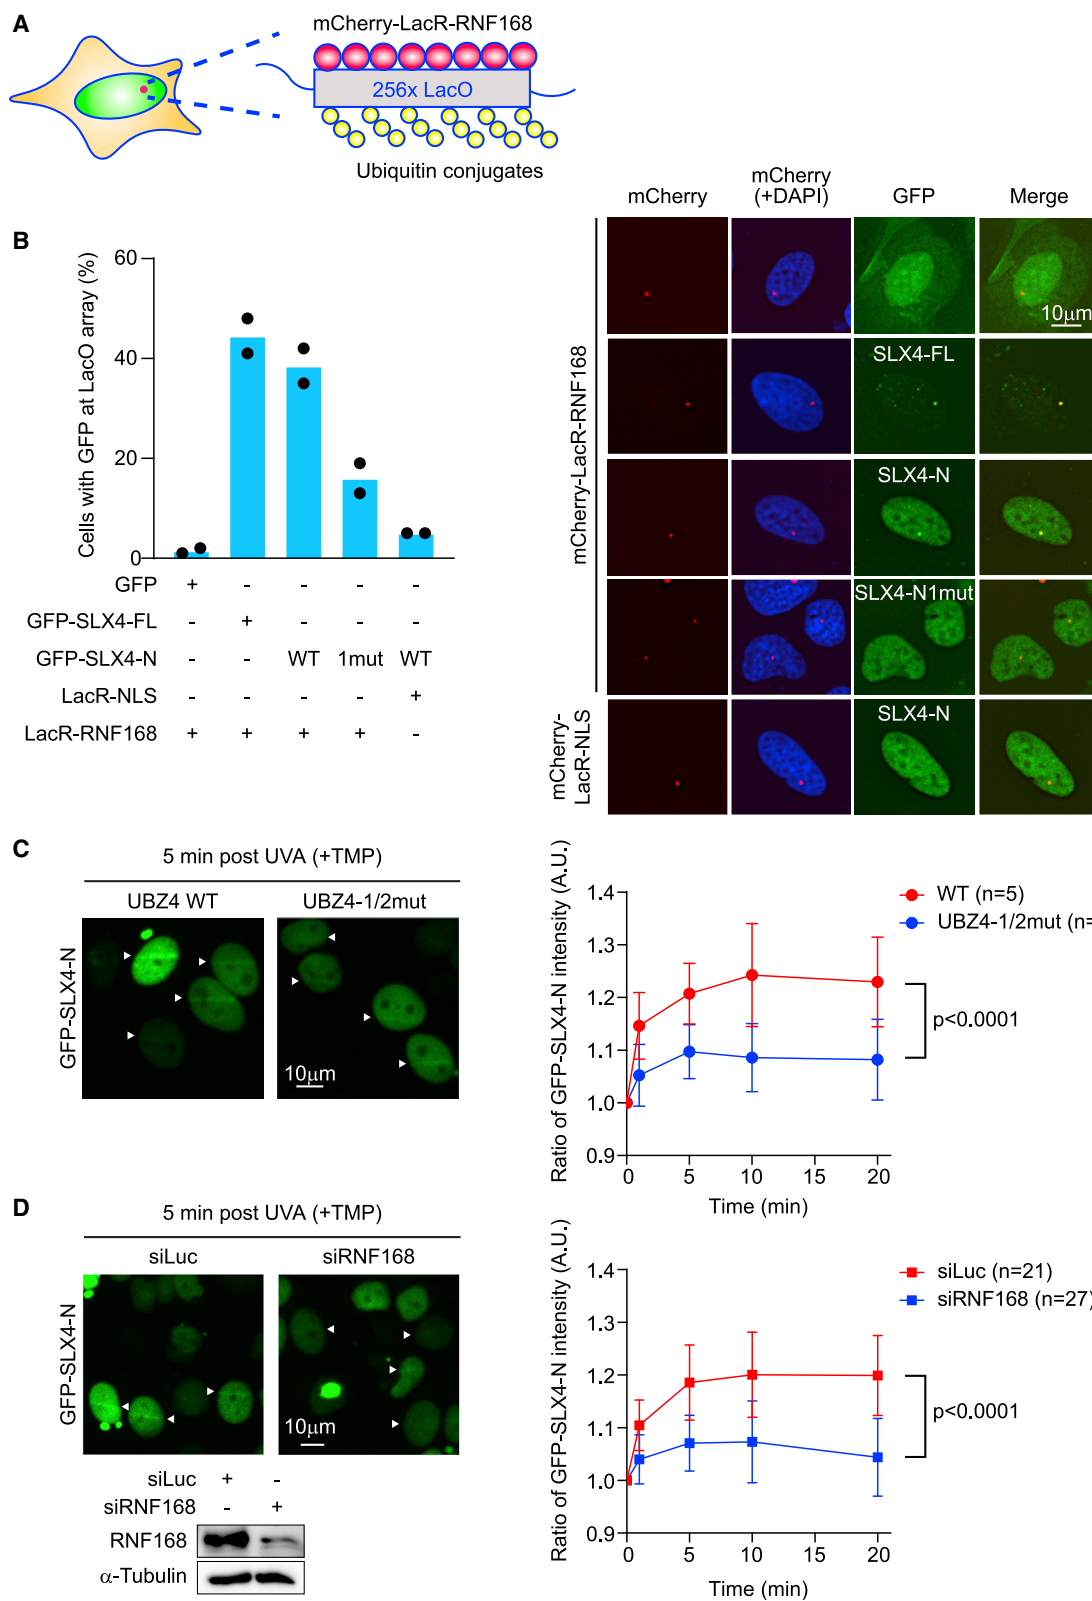 A
mCherry-LacR-RNF168
256x LacO
Ubiquitin conjugates
B
Cells with GFP at LacO array (%)
60
40
20
0
GFP + - - - -
GFP-SLX4-FL - + - - -
GFP-SLX4-N - - WT 1mut WT
LacR-NLS - - - - +
LacR-RNF168 + + + + -
mCherry
mCherry (+DAPI)
GFP
Merge
mCherry-LacR-RNF168
10μm
SLX4-FL
SLX4-N
SLX4-N1mut
mCherry-
LacR-NLS
SLX4-N
C
5 min post UVA (+TMP)
UBZ4 WT
UBZ4-1/2mut
GFP-SLX4-N
10μm
Ratio of GFP-SLX4-N intensity (A.U.)
1.4
1.3
1.2
1.1
1.0
0.9
0 5 10 15 20
Time (min)
WT (n=5)
UBZ4-1/2mut (n=
p<0.0001
D
5 min post UVA (+TMP)
siLuc
siRNF168
GFP-SLX4-N
10μm
siLuc + -
siRNF168 - +
RNF168
α-Tubulin
Ratio of GFP-SLX4-N intensity (A.U.)
1.4
1.3
1.2
1.1
1.0
0.9
0 5 10 15 20
Time (min)
siLuc (n=21)
siRNF168 (n=27)
p<0.0001